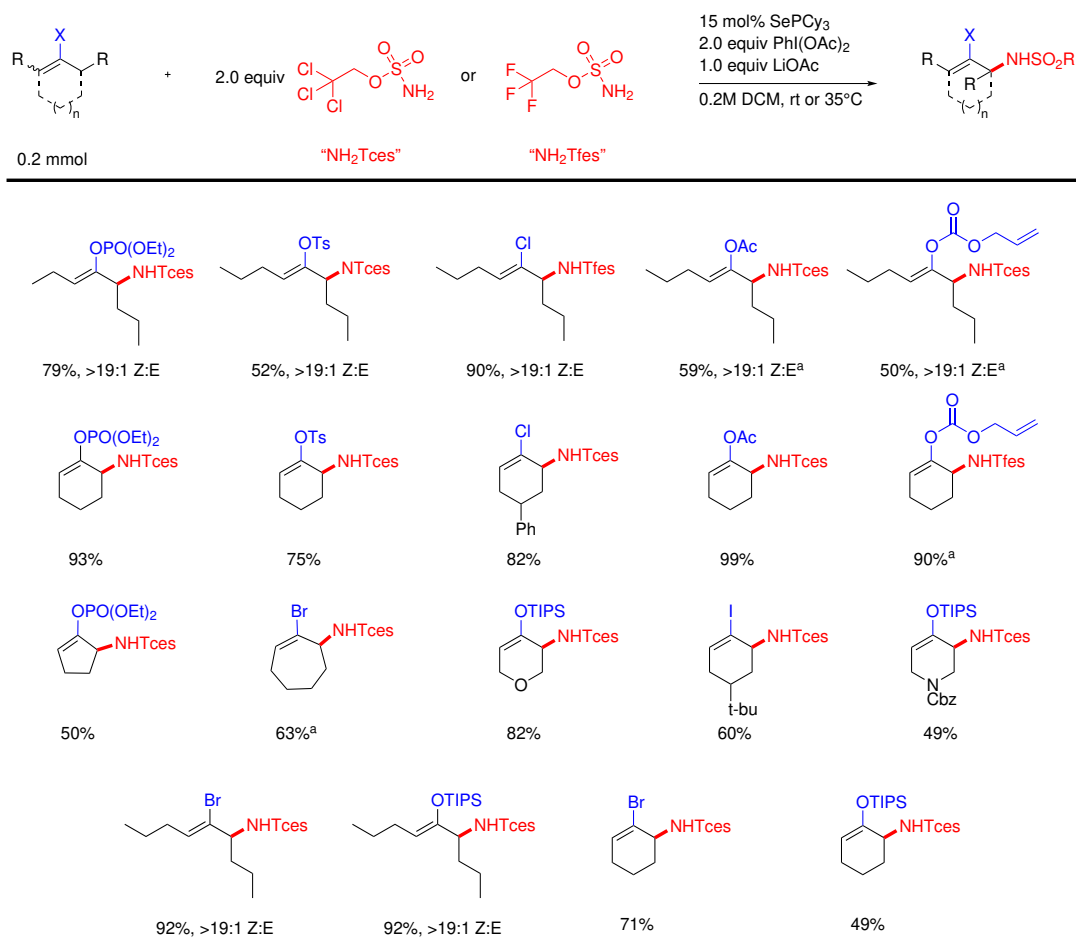 X
R
R
( )n
0.2 mmol
+
2.0 equiv
Cl
Cl
Cl
O
S
O
O
NH2
"NH2Tces"
or
F
F
F
O
S
O
O
NH2
"NH2Tfes"
15 mol% SePCy3
2.0 equiv PhI(OAc)2
1.0 equiv LiOAc
0.2M DCM, rt or 35°C
X
R
R
NHSO2R
( )n
OPO(OEt)2
NHTces
79%, >19:1 Z:E
OTs
NTces
52%, >19:1 Z:E
Cl
NHTfes
90%, >19:1 Z:E
OAc
NHTces
59%, >19:1 Z:Eᵃ
O
O
O
NHTces
50%, >19:1 Z:Eᵃ
OPO(OEt)2
NHTces
93%
OTs
NHTces
75%
Cl
NHTces
Ph
82%
OAc
NHTces
99%
O
O
O
NHTfes
90%ᵃ
OPO(OEt)2
NHTces
50%
Br
NHTces
63%ᵃ
OTIPS
NHTces
O
82%
I
NHTces
t-bu
60%
OTIPS
NHTces
N
Cbz
49%
Br
NHTces
92%, >19:1 Z:E
OTIPS
NHTces
92%, >19:1 Z:E
Br
NHTces
71%
OTIPS
NHTces
49%